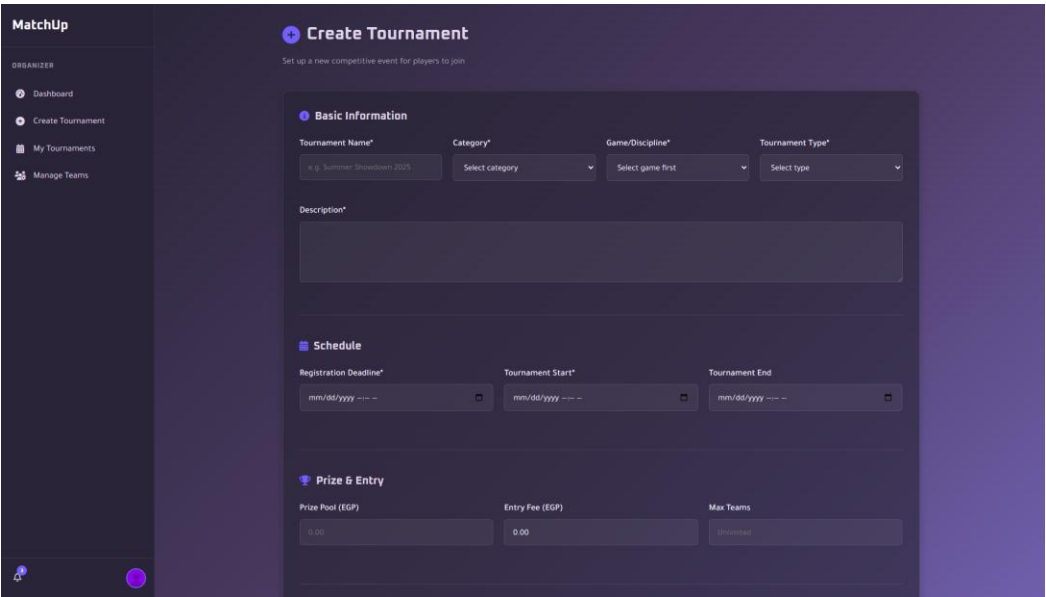 MatchUp
ORGANIZER
Dashboard
Create Tournament
My Tournaments
Manage Teams
Create Tournament
Set up a new competitive event for players to join
Basic Information
Tournament Name* Category* Game/Discipline* Tournament Type*
e.g. Summer Showdown 2025 Select category Select game first Select type
Description*
Schedule
Registration Deadline* Tournament Start* Tournament End
mm/dd/yyyy --:-- -- mm/dd/yyyy --:-- -- mm/dd/yyyy --:-- --
Prize & Entry
Prize Pool (EGP) Entry Fee (EGP) Max Teams
0.00 0.00 Unlimited